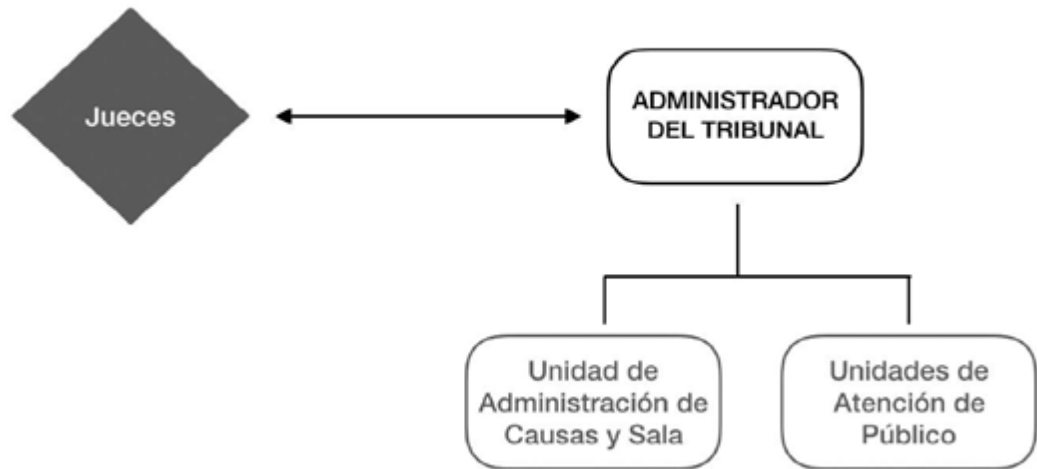 Jueces
ADMINISTRADOR
DEL TRIBUNAL
Unidad de
Administración de
Causas y Sala
Unidades de
Atención de
Público